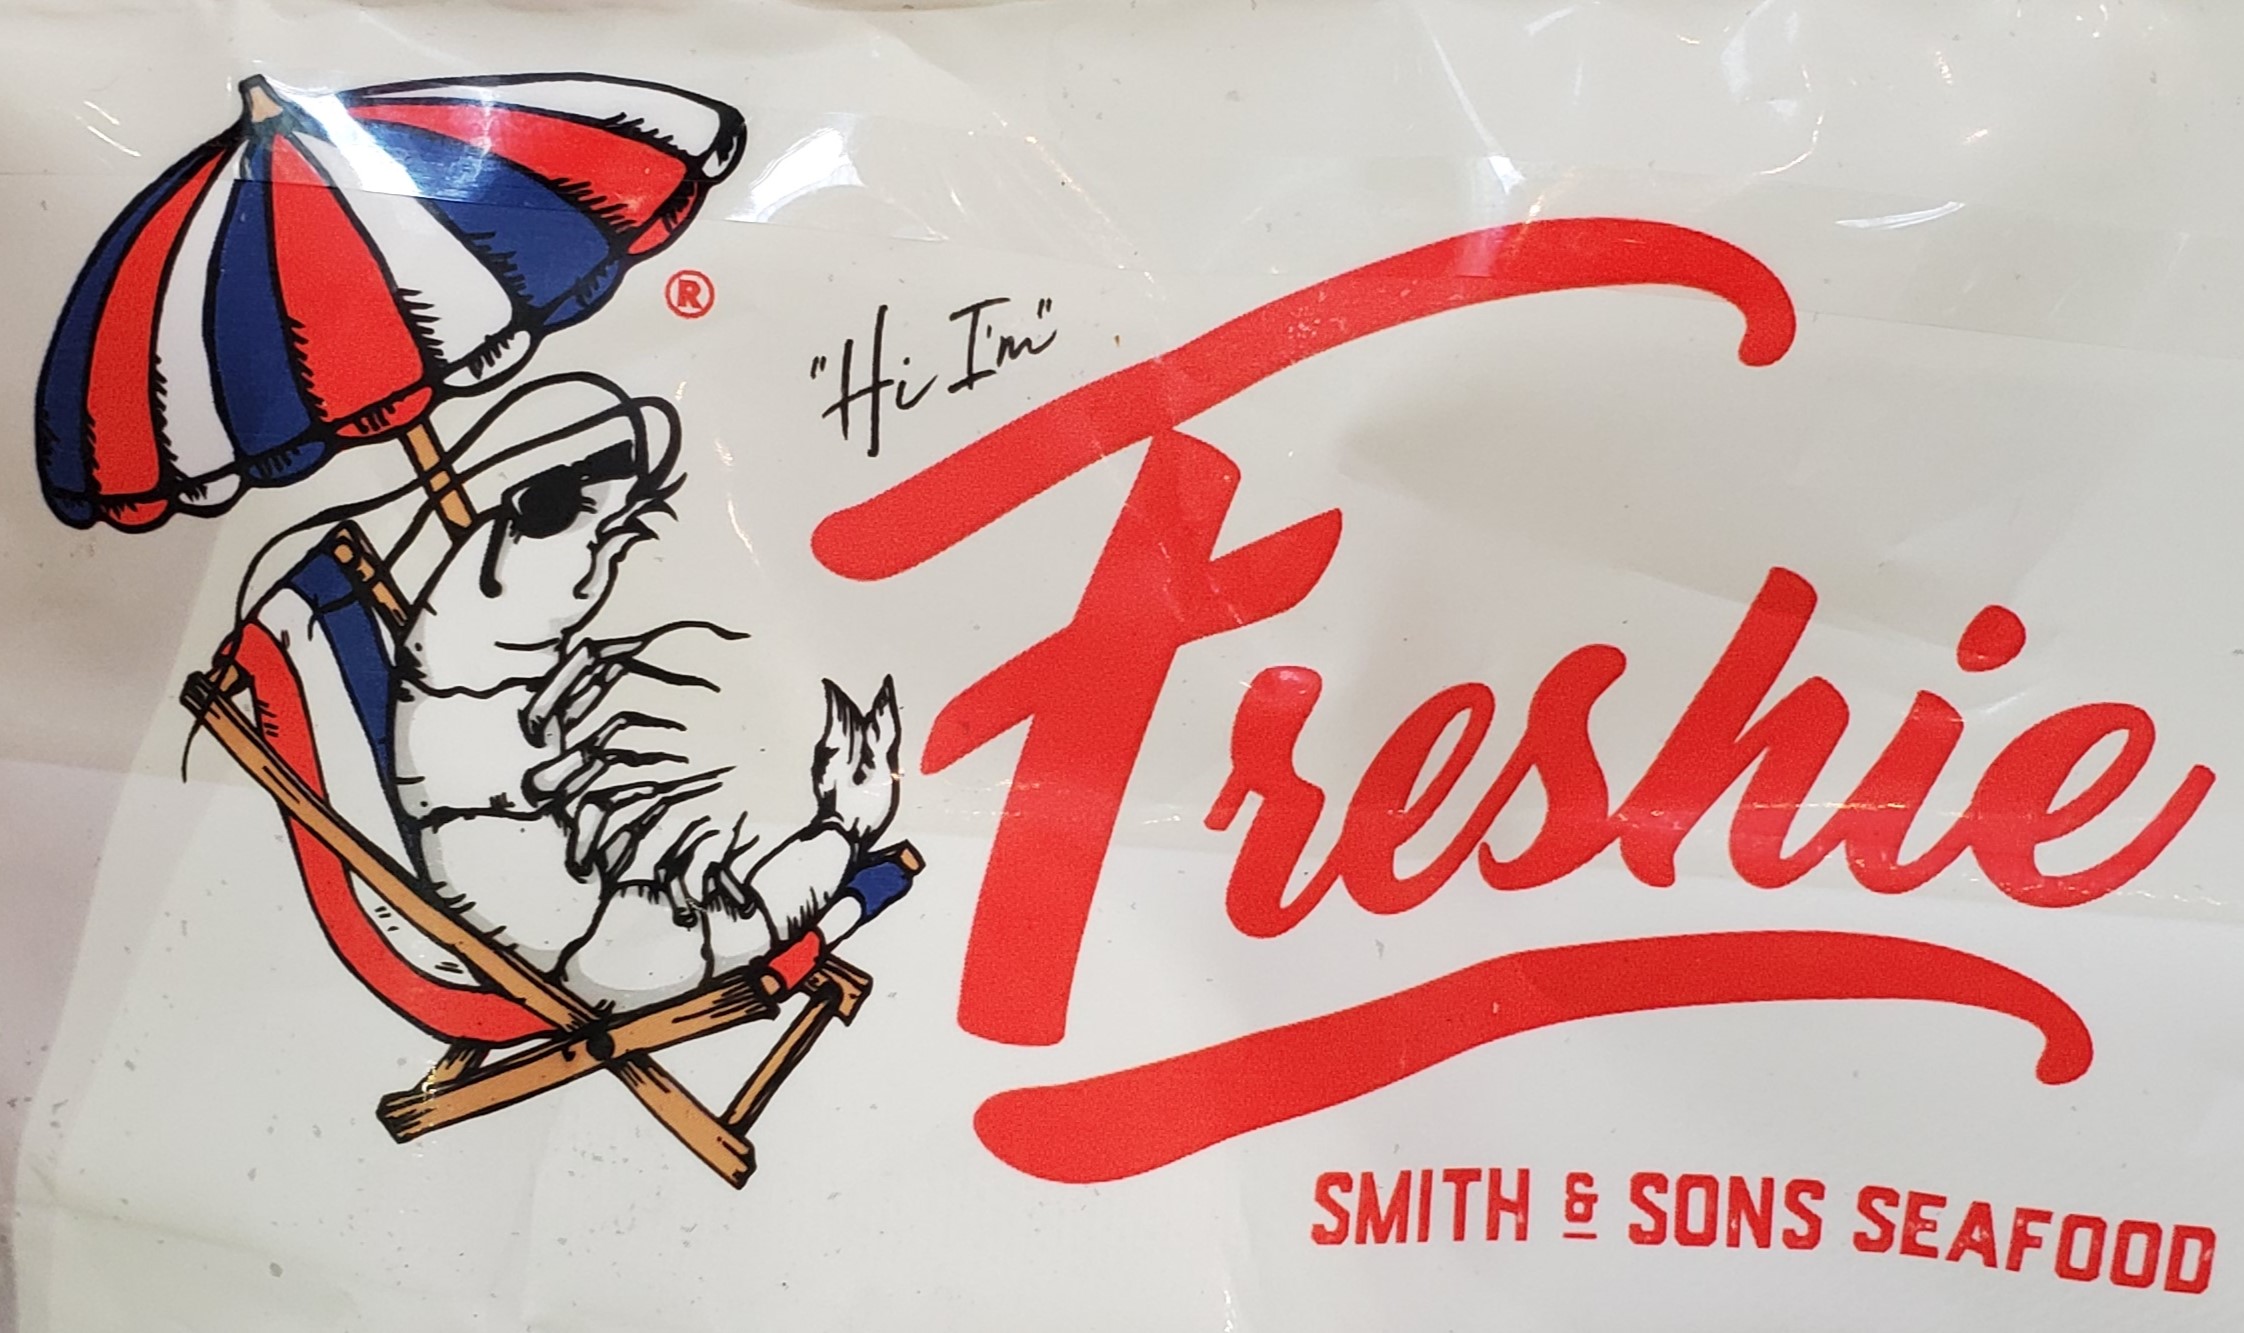 ®
"Hi I'm"
Freshie
SMITH & SONS SEAFOOD